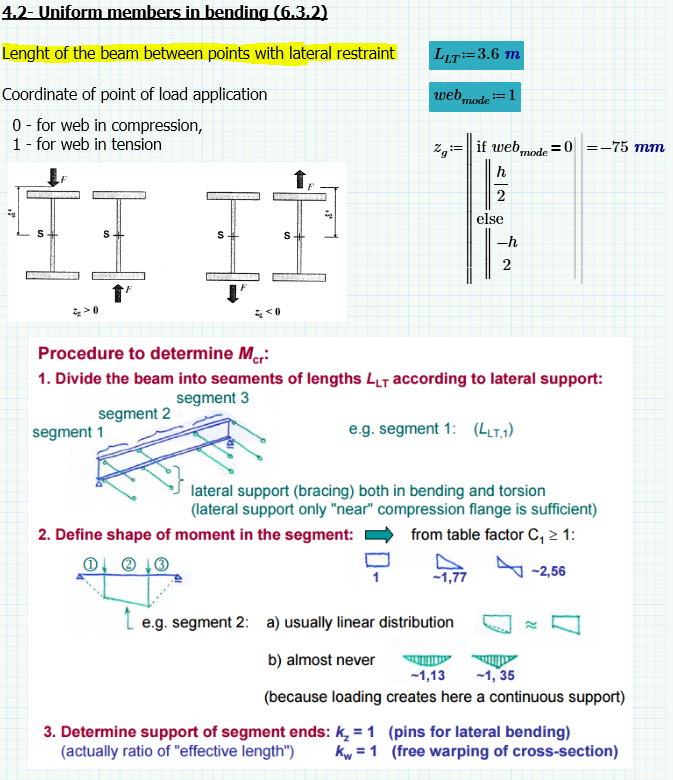 4.2- Uniform members in bending (6.3.2)
Lenght of the beam between points with lateral restraint
L_LT:=3.6 m
Coordinate of point of load application
web_mode:=1
0 - for web in compression,
1 - for web in tension
z_g:= if web_mode=0 =-75 mm
h
2
else
-h
2
F
F
S S S S
F
F
z_g > 0
z_g < 0
Procedure to determine M_cr:
1. Divide the beam into segments of lengths L_LT according to lateral support:
segment 3
segment 2
segment 1
e.g. segment 1: (L_LT,1)
lateral support (bracing) both in bending and torsion
(lateral support only "near" compression flange is sufficient)
2. Define shape of moment in the segment:
from table factor C₁ ≥ 1:
① ② ③
1
~1,77
~2,56
e.g. segment 2: a) usually linear distribution
≈
b) almost never
~1,13
~1, 35
(because loading creates here a continuous support)
3. Determine support of segment ends: k_z = 1 (pins for lateral bending)
(actually ratio of "effective length") k_w = 1 (free warping of cross-section)